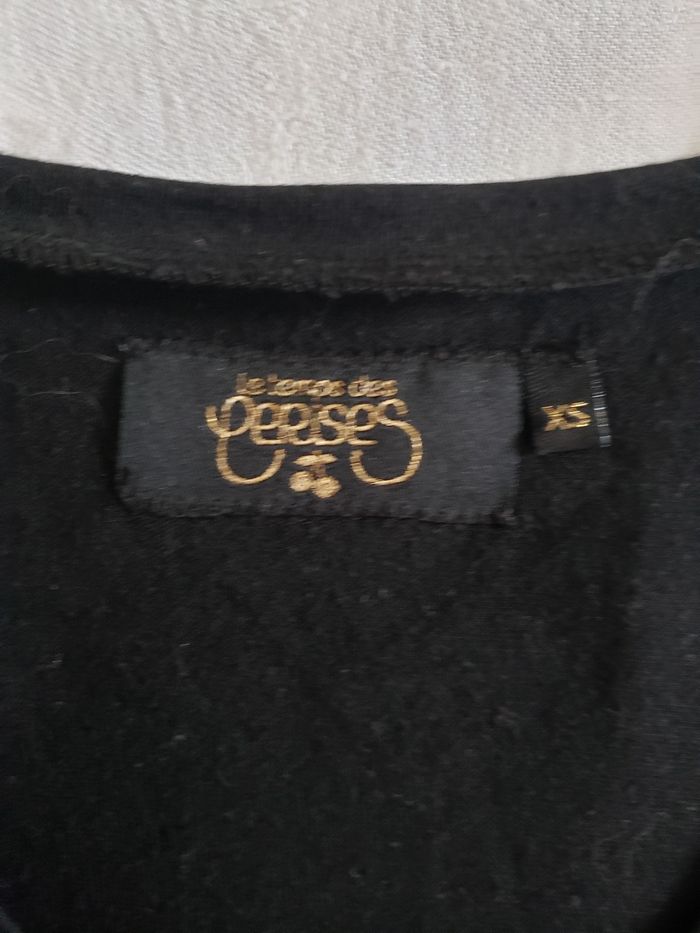 le temps des
Cerises
XS